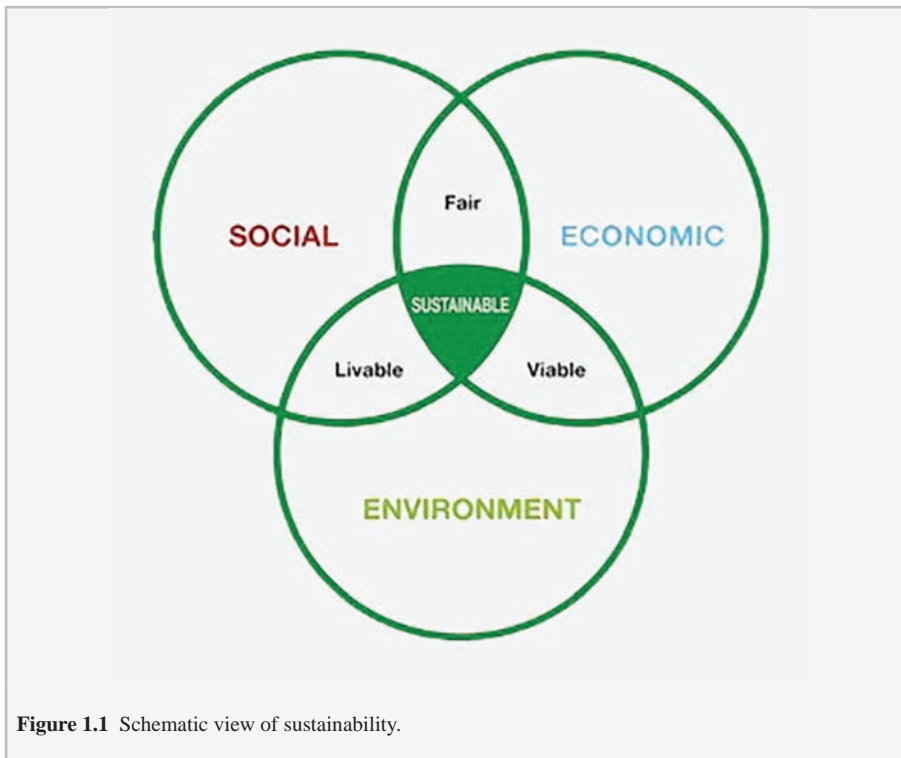 Fair
SOCIAL
ECONOMIC
SUSTAINABLE
Livable
Viable
ENVIRONMENT
Figure 1.1 Schematic view of sustainability.